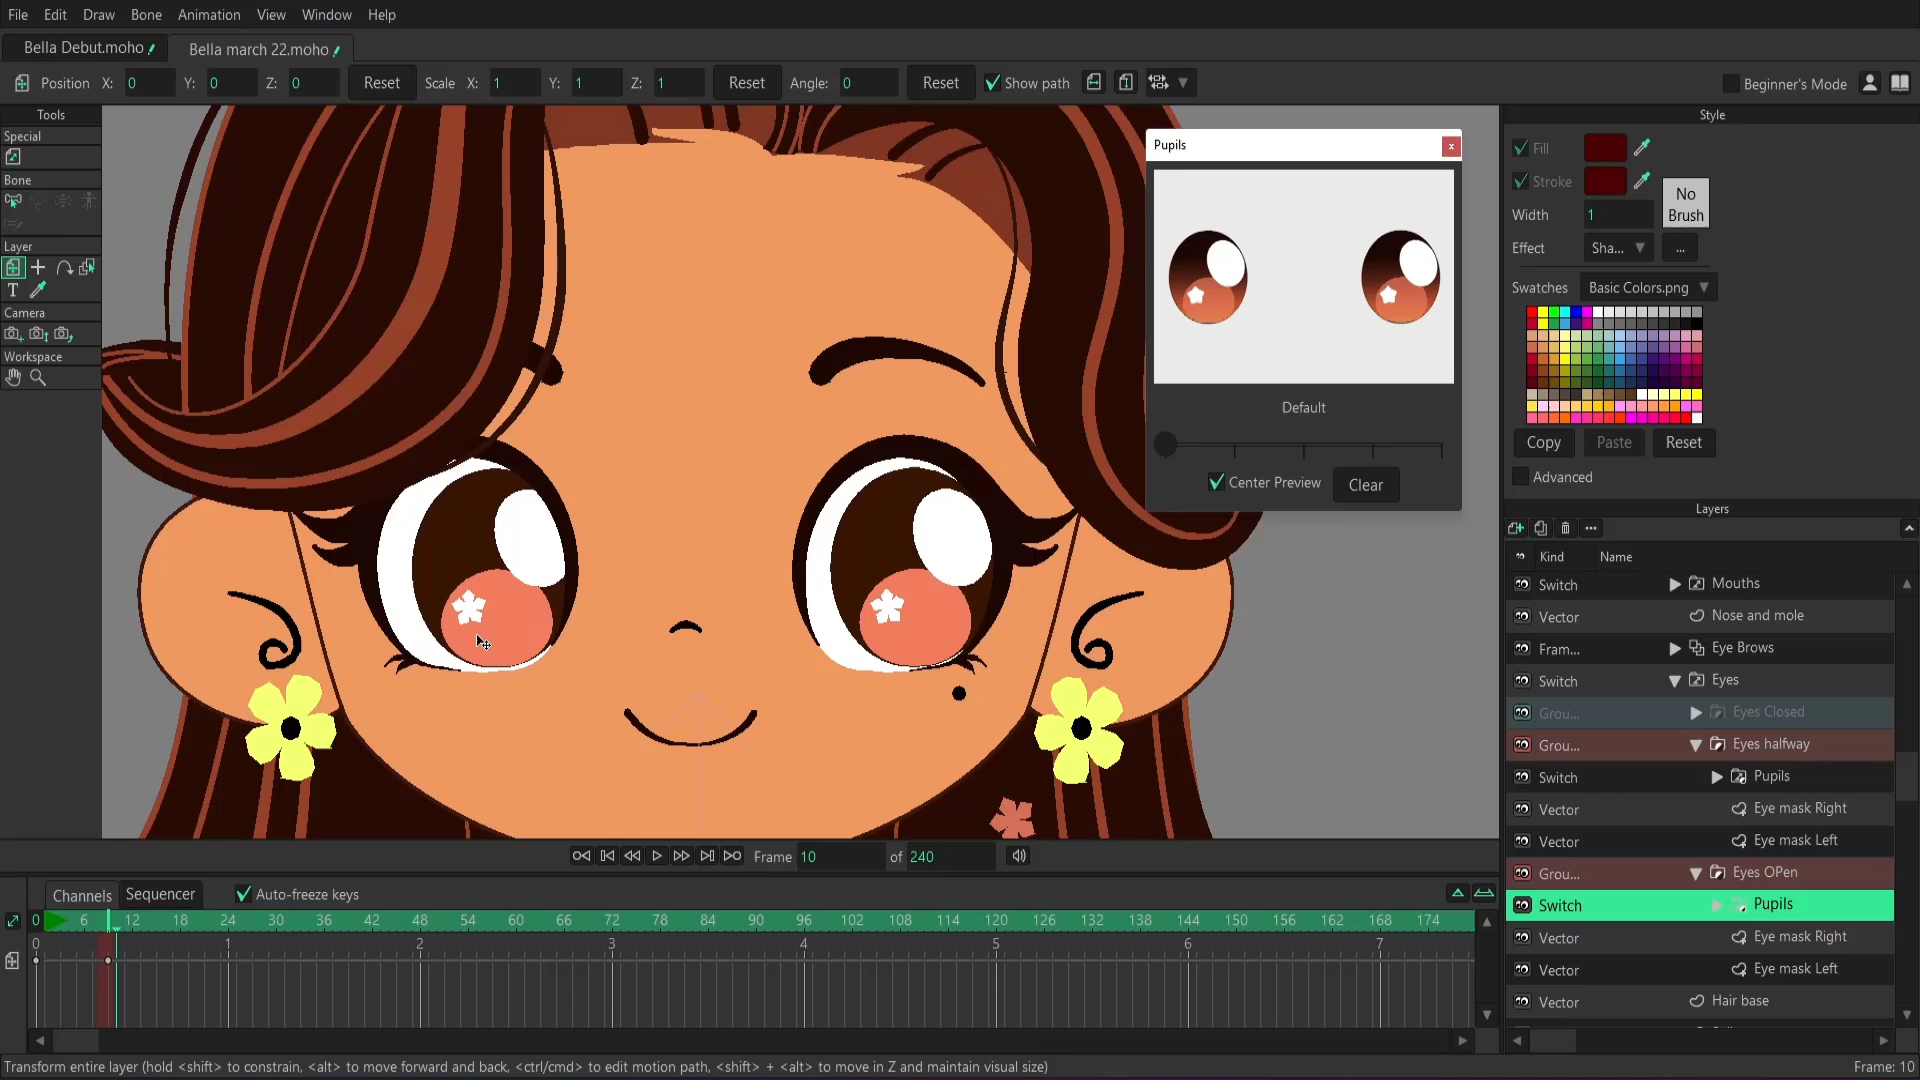 File Edit Draw Bone Animation View Window Help
Bella Debut.moho Bella march 22.moho
Position X: 0 Y: 0 Z: 0 Reset Scale X: 1 Y: 1 Z: 1 Reset Angle: 0 Reset Show path Beginner's Mode
Tools
Special
Bone
Layer
T
Camera
Workspace
Pupils x
Default
Center Preview Clear
Style
Fill
Stroke
No Brush
Width 1
Effect Sha... ...
Swatches Basic Colors.png
Copy Paste Reset
Advanced
Layers
Kind Name
Switch Mouths
Vector Nose and mole
Fram... Eye Brows
Switch Eyes
Grou... Eyes Closed
Grou... Eyes halfway
Switch Pupils
Vector Eye mask Right
Vector Eye mask Left
Grou... Eyes OPen
Switch Pupils
Vector Eye mask Right
Vector Eye mask Left
Vector Hair base
Frame 10 of 240
Channels Sequencer Auto-freeze keys
0 6 12 18 24 30 36 42 48 54 60 66 72 78 84 90 96 102 108 114 120 126 132 138 144 150 156 162 168 174
0 1 2 3 4 5 6 7
Transform entire layer (hold <shift> to constrain, <alt> to move forward and back, <ctrl/cmd> to edit motion path, <shift> + <alt> to move in Z and maintain visual size)
Frame: 10